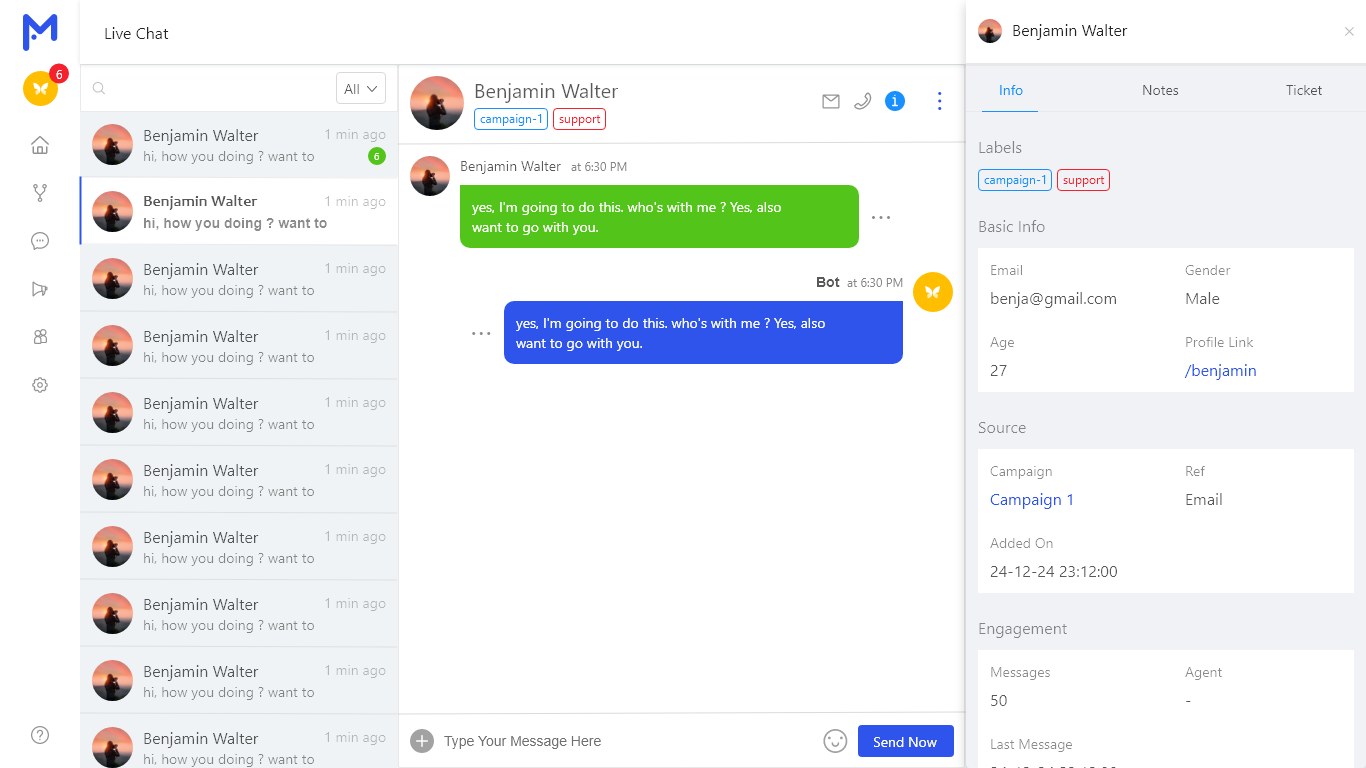 Live Chat
6
All
Benjamin Walter
1 min ago
hi, how you doing ? want to
6
Benjamin Walter
1 min ago
hi, how you doing ? want to
Benjamin Walter
1 min ago
hi, how you doing ? want to
Benjamin Walter
1 min ago
hi, how you doing ? want to
Benjamin Walter
1 min ago
hi, how you doing ? want to
Benjamin Walter
1 min ago
hi, how you doing ? want to
Benjamin Walter
1 min ago
hi, how you doing ? want to
Benjamin Walter
1 min ago
hi, how you doing ? want to
Benjamin Walter
1 min ago
hi, how you doing ? want to
Benjamin Walter
1 min ago
hi, how you doing ? want to
Benjamin Walter
campaign-1 support
Benjamin Walter at 6:30 PM
yes, I'm going to do this. who's with me ? Yes, also
want to go with you.
Bot at 6:30 PM
yes, I'm going to do this. who's with me ? Yes, also
want to go with you.
Type Your Message Here
Send Now
Benjamin Walter
Info Notes Ticket
Labels
campaign-1 support
Basic Info
Email Gender
benja@gmail.com Male
Age Profile Link
27 /benjamin
Source
Campaign Ref
Campaign 1 Email
Added On
24-12-24 23:12:00
Engagement
Messages Agent
50 -
Last Message